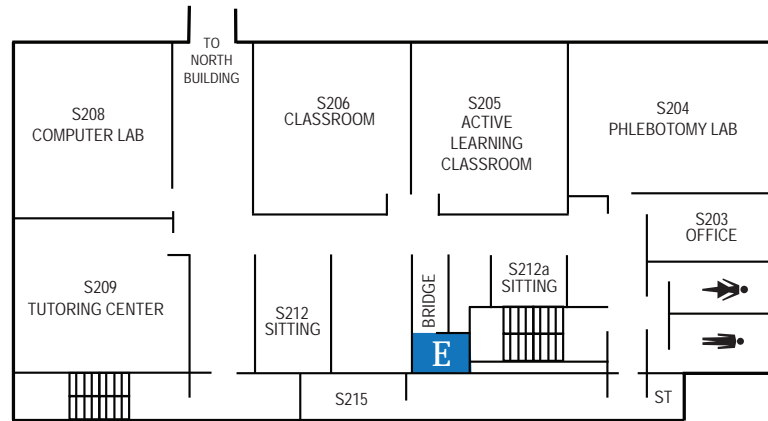 TO
NORTH
BUILDING
S208
COMPUTER LAB
S206
CLASSROOM
S205
ACTIVE
LEARNING
CLASSROOM
S204
PHLEBOTOMY LAB
S203
OFFICE
S209
TUTORING CENTER
S212
SITTING
BRIDGE
S212a
SITTING
E
S215
ST